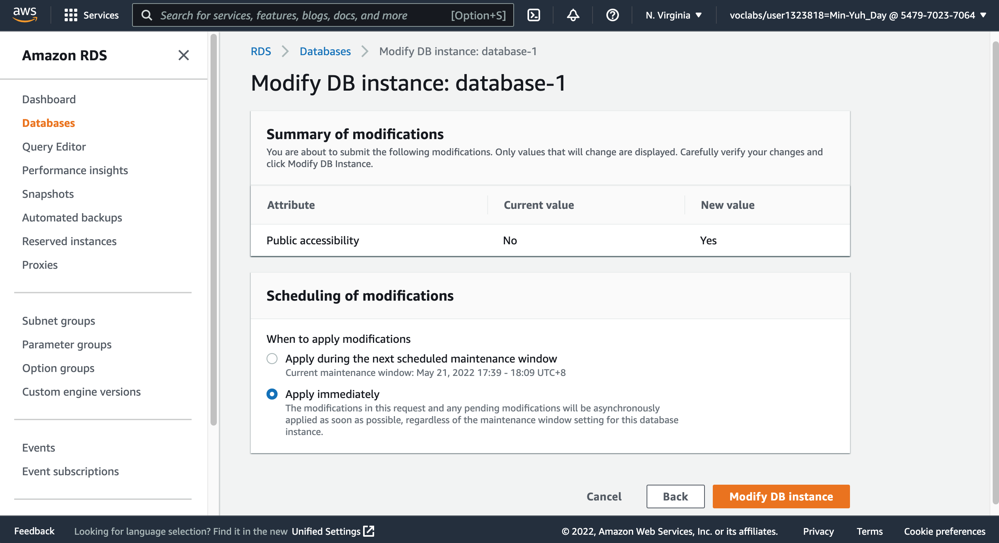 aws
Services
Search for services, features, blogs, docs, and more
[Option+S]
N. Virginia
voclabs/user1323818=Min-Yuh_Day @ 5479-7023-7064
Amazon RDS
Dashboard
Databases
Query Editor
Performance insights
Snapshots
Automated backups
Reserved instances
Proxies
Subnet groups
Parameter groups
Option groups
Custom engine versions
Events
Event subscriptions
RDS
Databases
Modify DB instance: database-1
Modify DB instance: database-1
Summary of modifications
You are about to submit the following modifications. Only values that will change are displayed. Carefully verify your changes and
click Modify DB Instance.
Attribute
Current value
New value
Public accessibility
No
Yes
Scheduling of modifications
When to apply modifications
Apply during the next scheduled maintenance window
Current maintenance window: May 21, 2022 17:39 - 18:09 UTC+8
Apply immediately
The modifications in this request and any pending modifications will be asynchronously
applied as soon as possible, regardless of the maintenance window setting for this database
instance.
Cancel
Back
Modify DB instance
Feedback
Looking for language selection? Find it in the new Unified Settings
© 2022, Amazon Web Services, Inc. or its affiliates.
Privacy
Terms
Cookie preferences